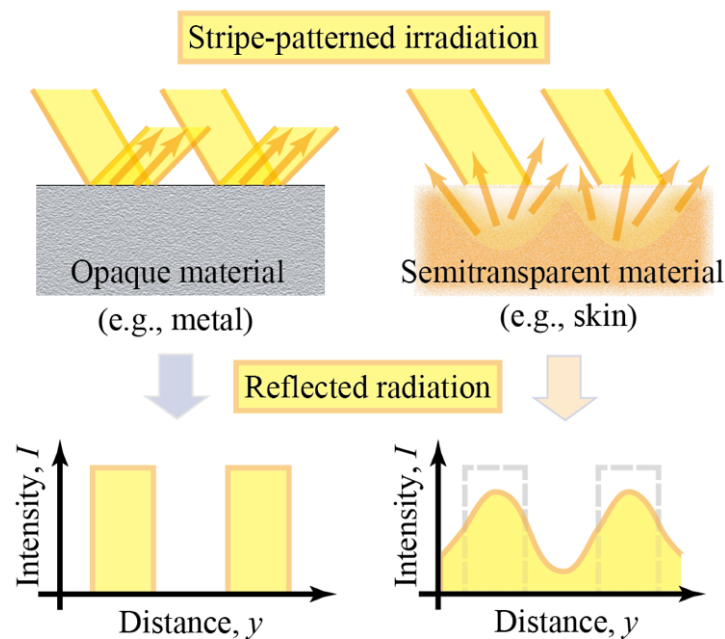 Stripe-patterned irradiation
Opaque material
(e.g., metal)
Semitransparent material
(e.g., skin)
Reflected radiation
Intensity, I
Distance, y
Intensity, I
Distance, y